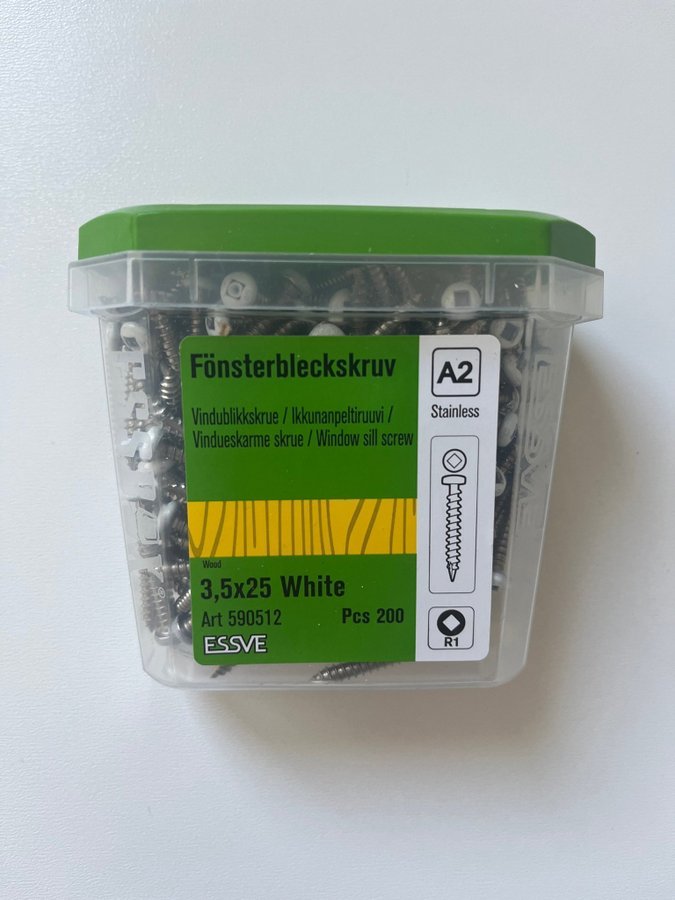 Fönsterbleckskruv
Vindublikkskrue / Ikkunanpeltiruuvi /
Vindueskarme skrue / Window sill screw
Wood
3,5x25 White
Art 590512 Pcs 200
ESSVE
A2
Stainless
R1